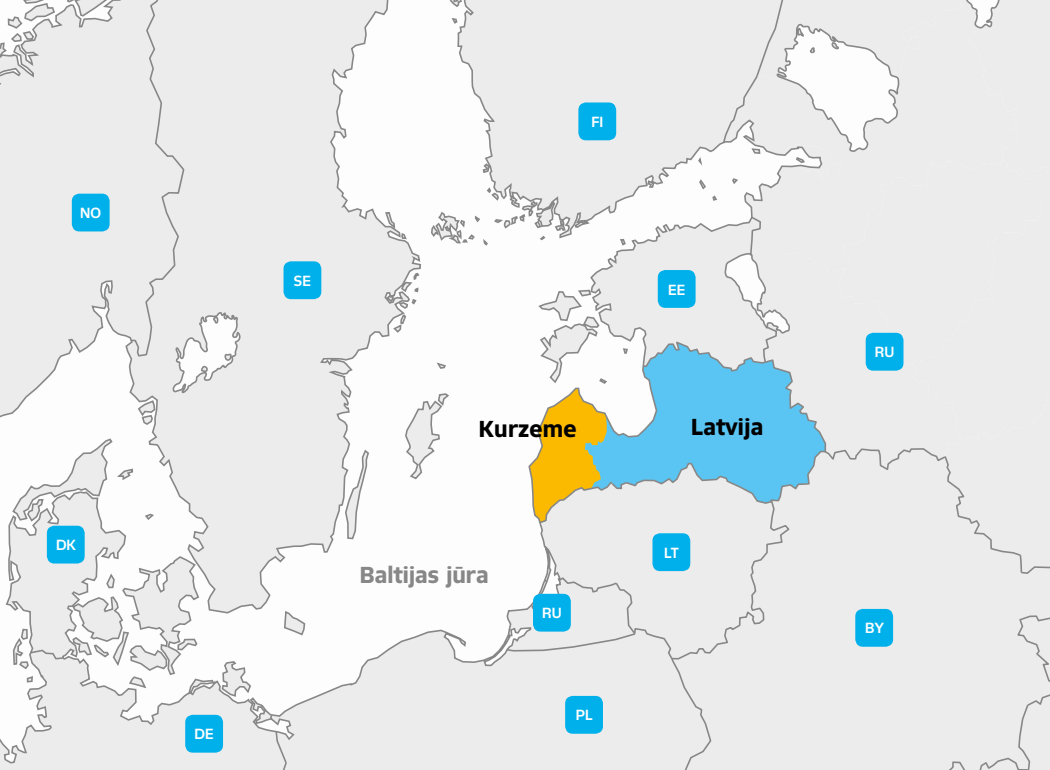 FI
NO
SE
EE
RU
Kurzeme
Latvija
DK
LT
Baltijas jūra
RU
BY
PL
DE